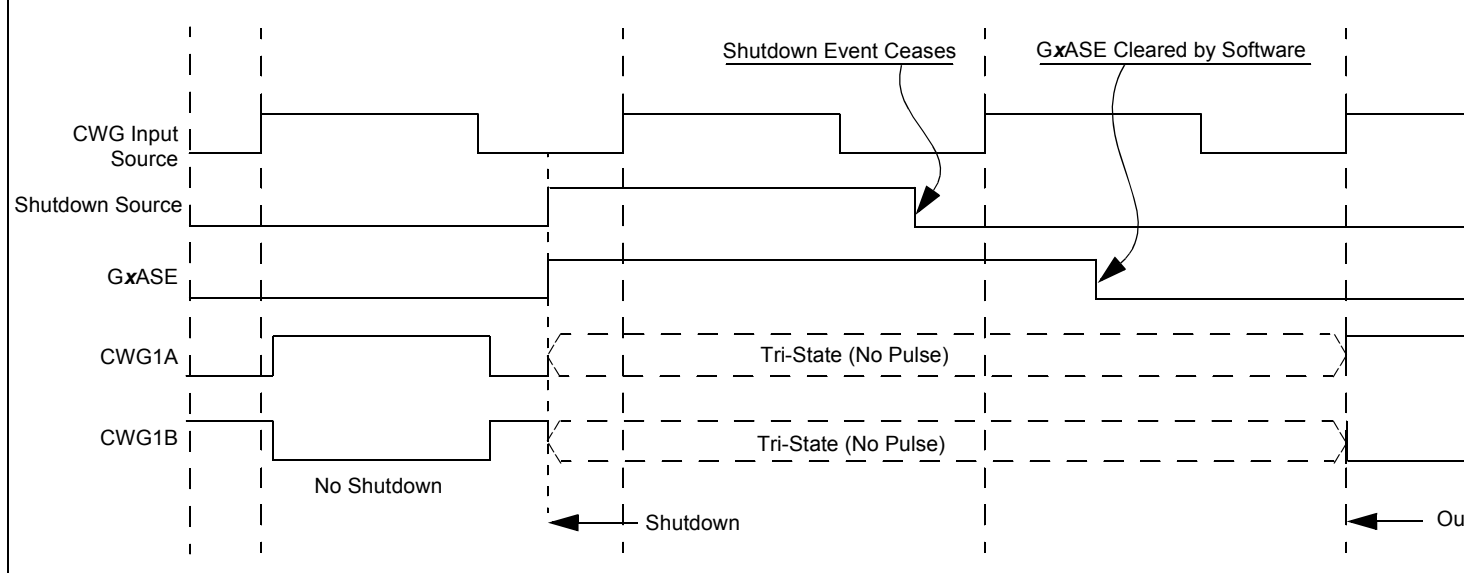 Shutdown Event Ceases
GxASE Cleared by Software
CWG Input
Source
Shutdown Source
GxASE
CWG1A
Tri-State (No Pulse)
CWG1B
Tri-State (No Pulse)
No Shutdown
Shutdown
Ou